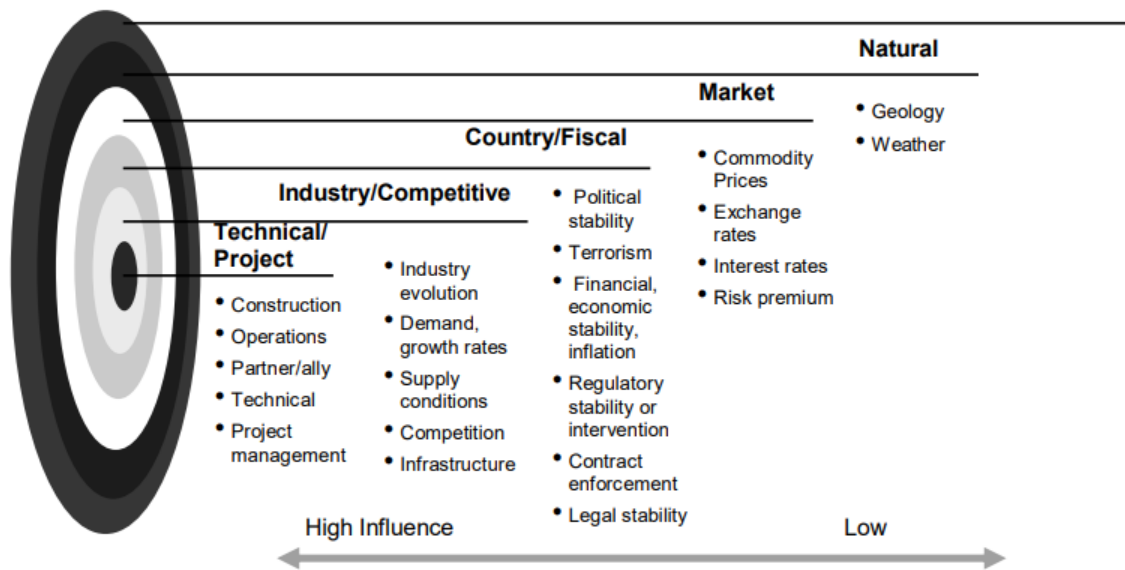 Natural
• Geology
• Weather
Market
• Commodity
Prices
• Exchange
rates
• Interest rates
• Risk premium
Country/Fiscal
• Political
stability
• Terrorism
• Financial,
economic
stability,
inflation
• Regulatory
stability or
intervention
• Contract
enforcement
• Legal stability
Industry/Competitive
• Industry
evolution
• Demand,
growth rates
• Supply
conditions
• Competition
• Infrastructure
Technical/
Project
• Construction
• Operations
• Partner/ally
• Technical
• Project
management
High Influence
Low